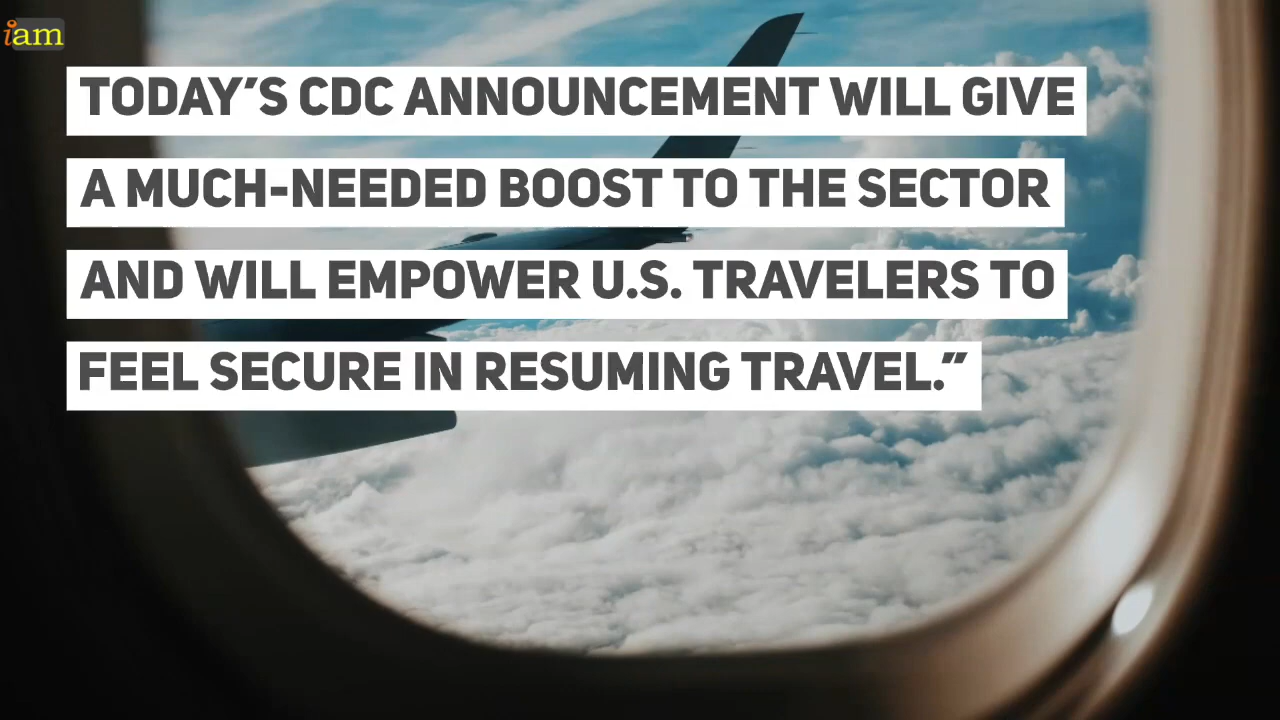 iam
TODAY'S CDC ANNOUNCEMENT WILL GIVE
A MUCH-NEEDED BOOST TO THE SECTOR
AND WILL EMPOWER U.S. TRAVELERS TO
FEEL SECURE IN RESUMING TRAVEL.”